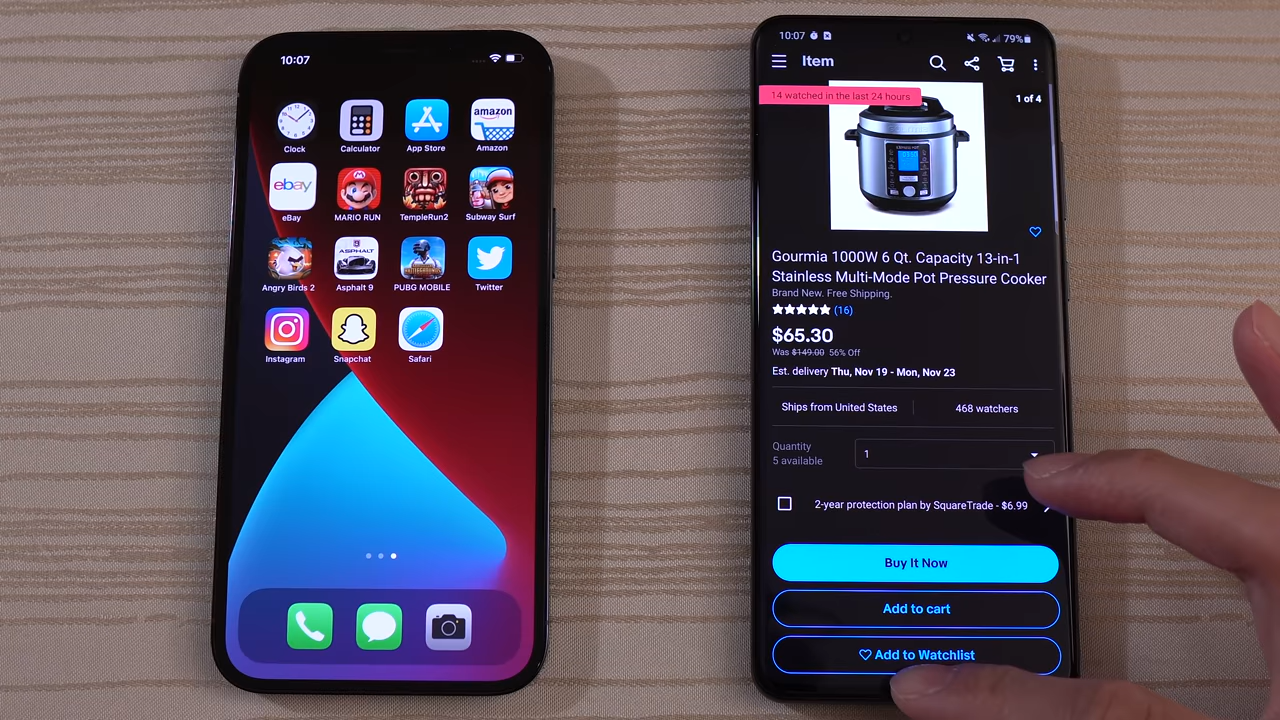 10:07
Clock
Calculator
App Store
amazon
Amazon
ebay
eBay
MARIO RUN
TempleRun2
Subway Surf
Angry Birds 2
ASPHALT
Asphalt 9
PUBG MOBILE
Twitter
Instagram
Snapchat
Safari
10:07
79%
Item
14 watched in the last 24 hours
1 of 4
Gourmia 1000W 6 Qt. Capacity 13-in-1
Stainless Multi-Mode Pot Pressure Cooker
Brand New. Free Shipping.
(16)
$65.30
Was $149.00 56% Off
Est. delivery Thu, Nov 19 - Mon, Nov 23
Ships from United States
468 watchers
Quantity
5 available
1
2-year protection plan by SquareTrade - $6.99
Buy It Now
Add to cart
Add to Watchlist